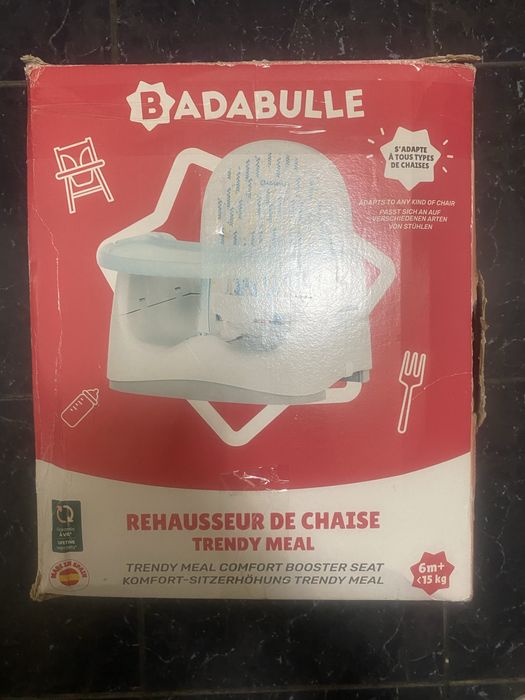 BADABULLE
S'ADAPTE
À TOUS TYPES
DE CHAISES
ADAPTS TO ANY KIND OF CHAIR
PASST SICH AN AUF
VERSCHIEDENEN ARTEN
VON STÜHLEN
REHAUSSEUR DE CHAISE
TRENDY MEAL
TRENDY MEAL COMFORT BOOSTER SEAT
KOMFORT-SITZERHÖHUNG TRENDY MEAL
À VIE*
LIFETIME
MADE IN SPAIN
6m+
<15 kg